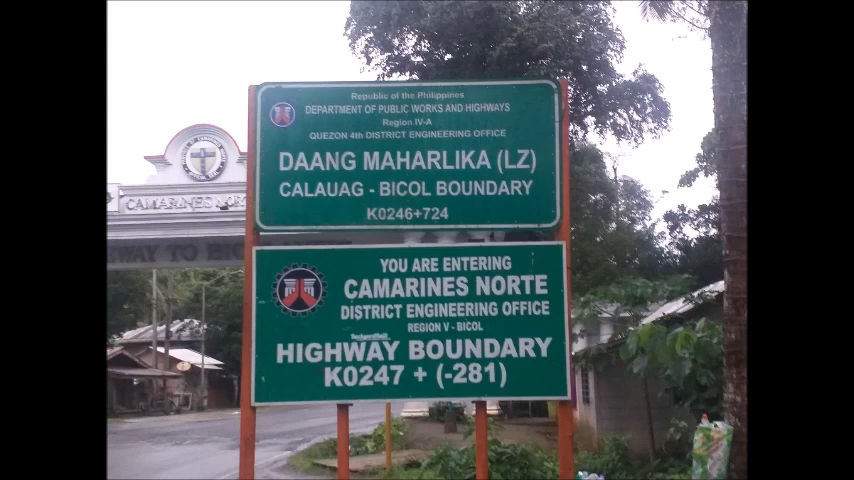 Republic of the Philippines
DEPARTMENT OF PUBLIC WORKS AND HIGHWAYS
Region IV-A
QUEZON 4th DISTRICT ENGINEERING OFFICE
DAANG MAHARLIKA (LZ)
CALAUAG - BICOL BOUNDARY
K0246+724
CAMARINES NORT
WAY TO BI
YOU ARE ENTERING
CAMARINES NORTE
DISTRICT ENGINEERING OFFICE
REGION V - BICOL
HIGHWAY BOUNDARY
K0247 + (-281)